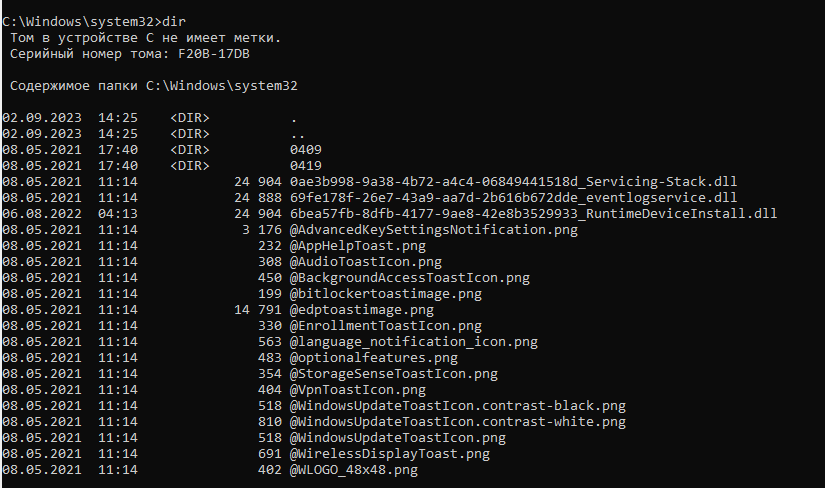 C:\Windows\system32>dir
Том в устройстве C не имеет метки.
Серийный номер тома: F20B-17DB
Содержимое папки C:\Windows\system32
02.09.2023  14:25    <DIR>          .
02.09.2023  14:25    <DIR>          ..
08.05.2021  17:40    <DIR>          0409
08.05.2021  17:40    <DIR>          0419
08.05.2021  11:14            24 904 0ae3b998-9a38-4b72-a4c4-06849441518d_Servicing-Stack.dll
08.05.2021  11:14            24 888 69fe178f-26e7-43a9-aa7d-2b616b672dde_eventlogservice.dll
06.08.2022  04:13            24 904 6bea57fb-8dfb-4177-9ae8-42e8b3529933_RuntimeDeviceInstall.dll
08.05.2021  11:14             3 176 @AdvancedKeySettingsNotification.png
08.05.2021  11:14               232 @AppHelpToast.png
08.05.2021  11:14               308 @AudioToastIcon.png
08.05.2021  11:14               450 @BackgroundAccessToastIcon.png
08.05.2021  11:14               199 @bitlockertoastimage.png
08.05.2021  11:14            14 791 @edptoastimage.png
08.05.2021  11:14               330 @EnrollmentToastIcon.png
08.05.2021  11:14               563 @language_notification_icon.png
08.05.2021  11:14               483 @optionalfeatures.png
08.05.2021  11:14               354 @StorageSenseToastIcon.png
08.05.2021  11:14               404 @VpnToastIcon.png
08.05.2021  11:14               518 @WindowsUpdateToastIcon.contrast-black.png
08.05.2021  11:14               810 @WindowsUpdateToastIcon.contrast-white.png
08.05.2021  11:14               518 @WindowsUpdateToastIcon.png
08.05.2021  11:14               691 @WirelessDisplayToast.png
08.05.2021  11:14               402 @WLOGO_48x48.png